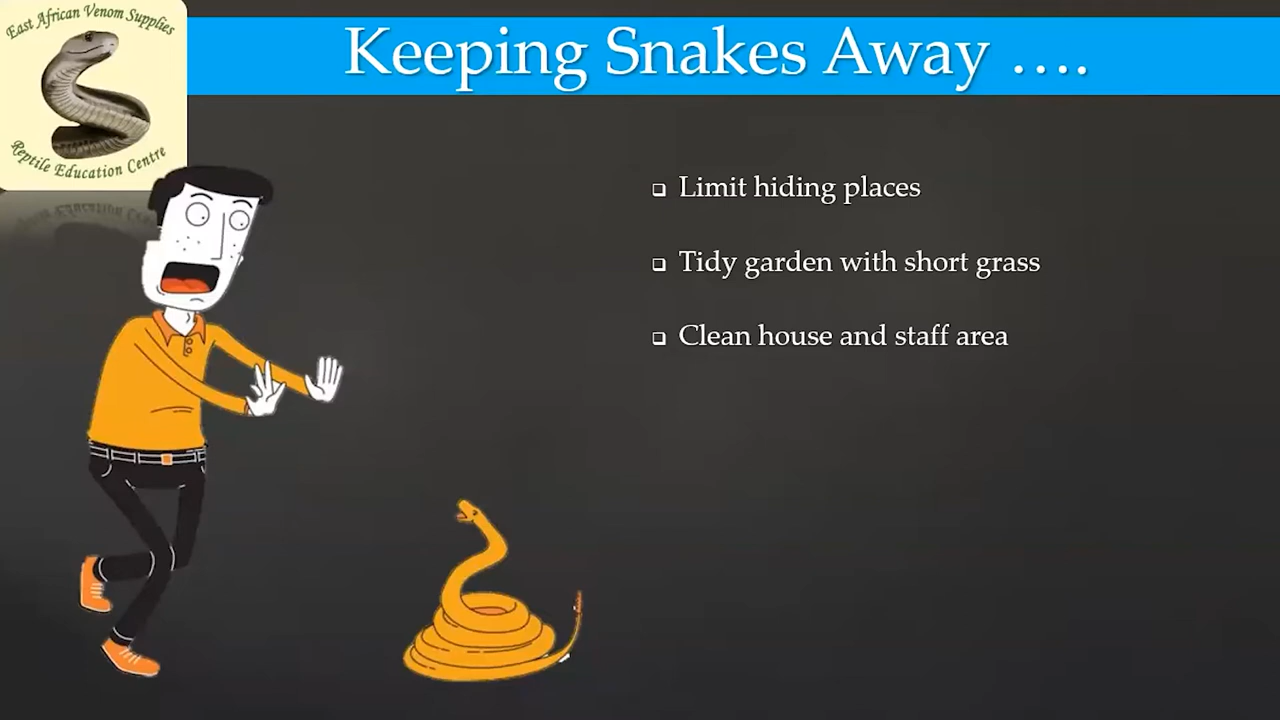 East African Venom Supplies
Reptile Education Centre
Keeping Snakes Away ....
❑ Limit hiding places
❑ Tidy garden with short grass
❑ Clean house and staff area